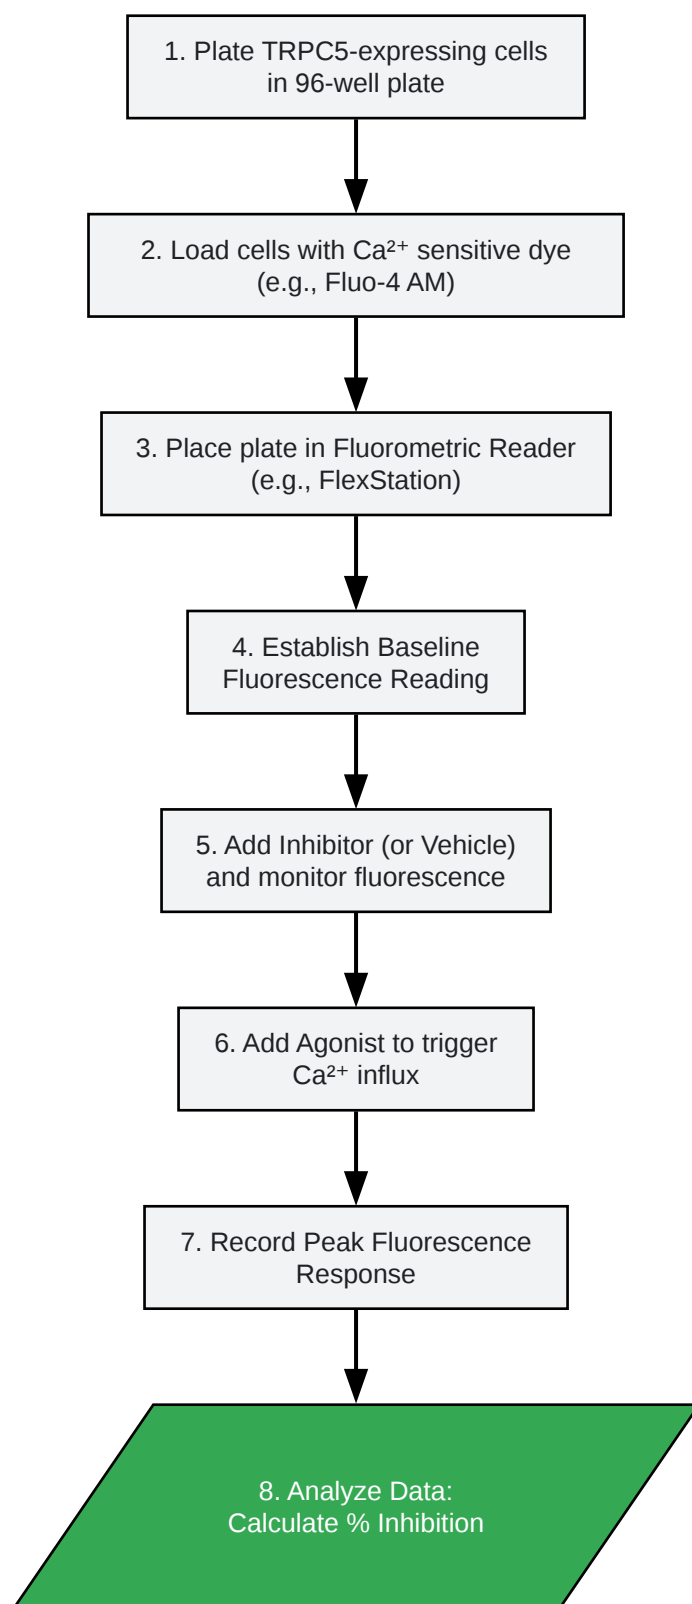 1. Plate TRPC5-expressing cells
in 96-well plate
2. Load cells with Ca²⁺ sensitive dye
(e.g., Fluo-4 AM)
3. Place plate in Fluorometric Reader
(e.g., FlexStation)
4. Establish Baseline
Fluorescence Reading
5. Add Inhibitor (or Vehicle)
and monitor fluorescence
6. Add Agonist to trigger
Ca²⁺ influx
7. Record Peak Fluorescence
Response
8. Analyze Data:
Calculate % Inhibition